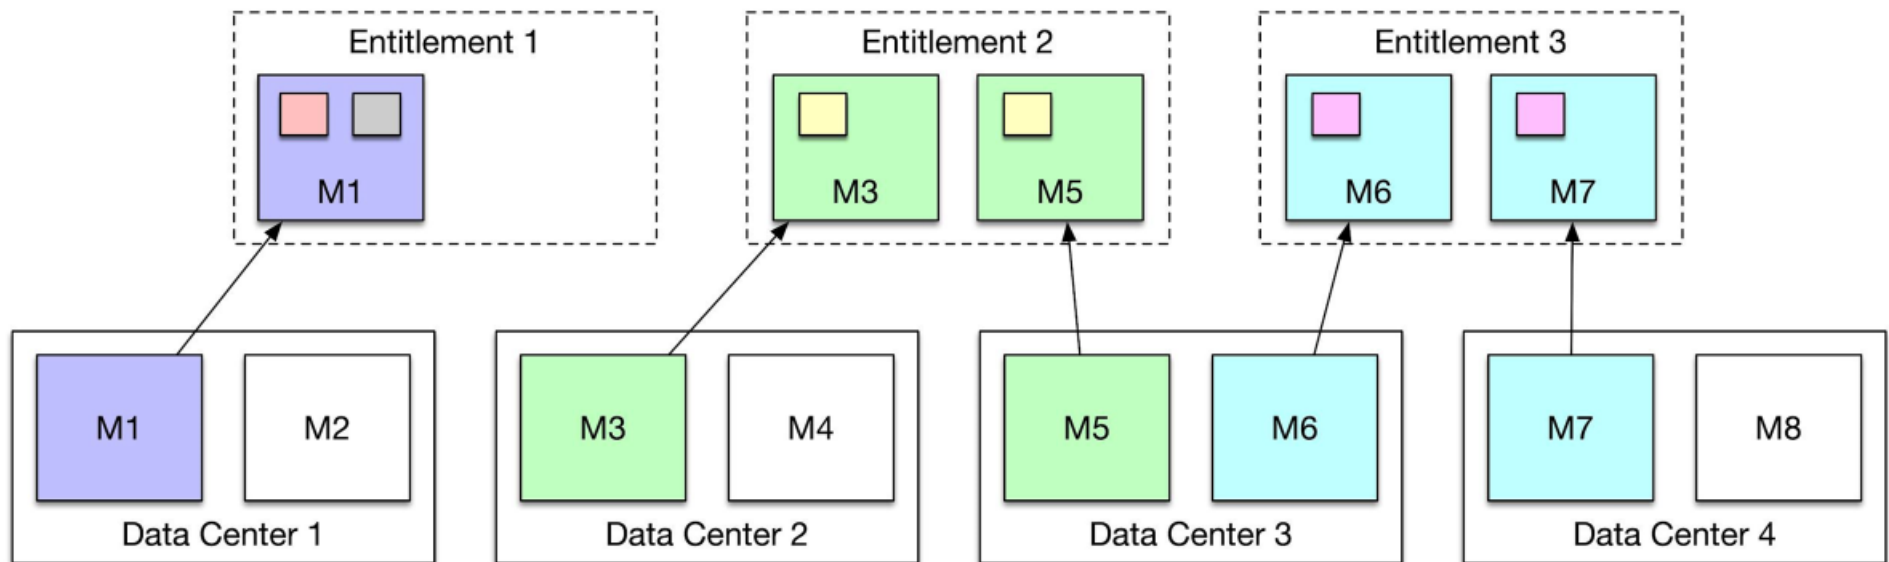 Entitlement 1
Entitlement 2
Entitlement 3
M1
M3
M5
M6
M7
M1
M2
M3
M4
M5
M6
M7
M8
Data Center 1
Data Center 2
Data Center 3
Data Center 4